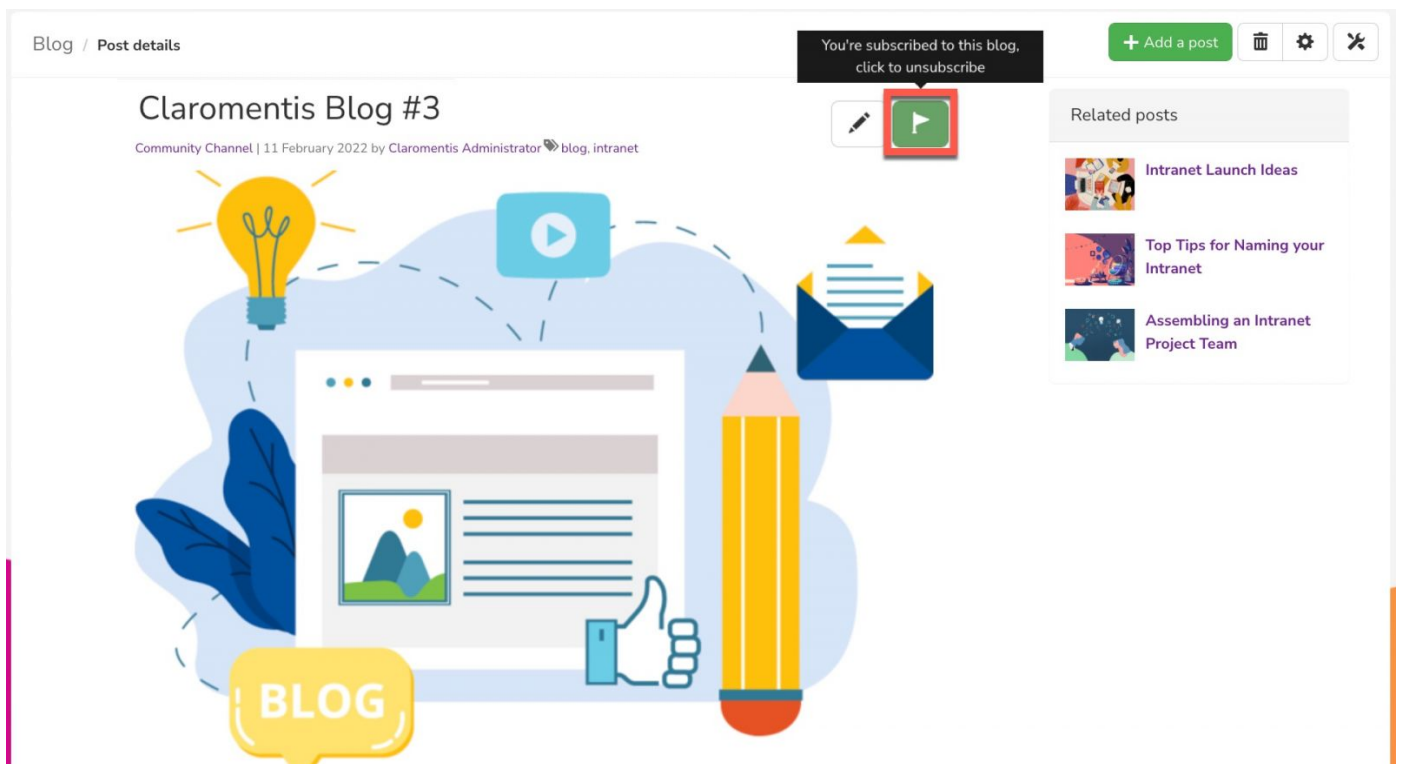 Blog / Post details
You're subscribed to this blog,
click to unsubscribe
+ Add a post
Claromentis Blog #3
Community Channel | 11 February 2022 by Claromentis Administrator blog, intranet
Related posts
Intranet Launch Ideas
Top Tips for Naming your
Intranet
Assembling an Intranet
Project Team
BLOG